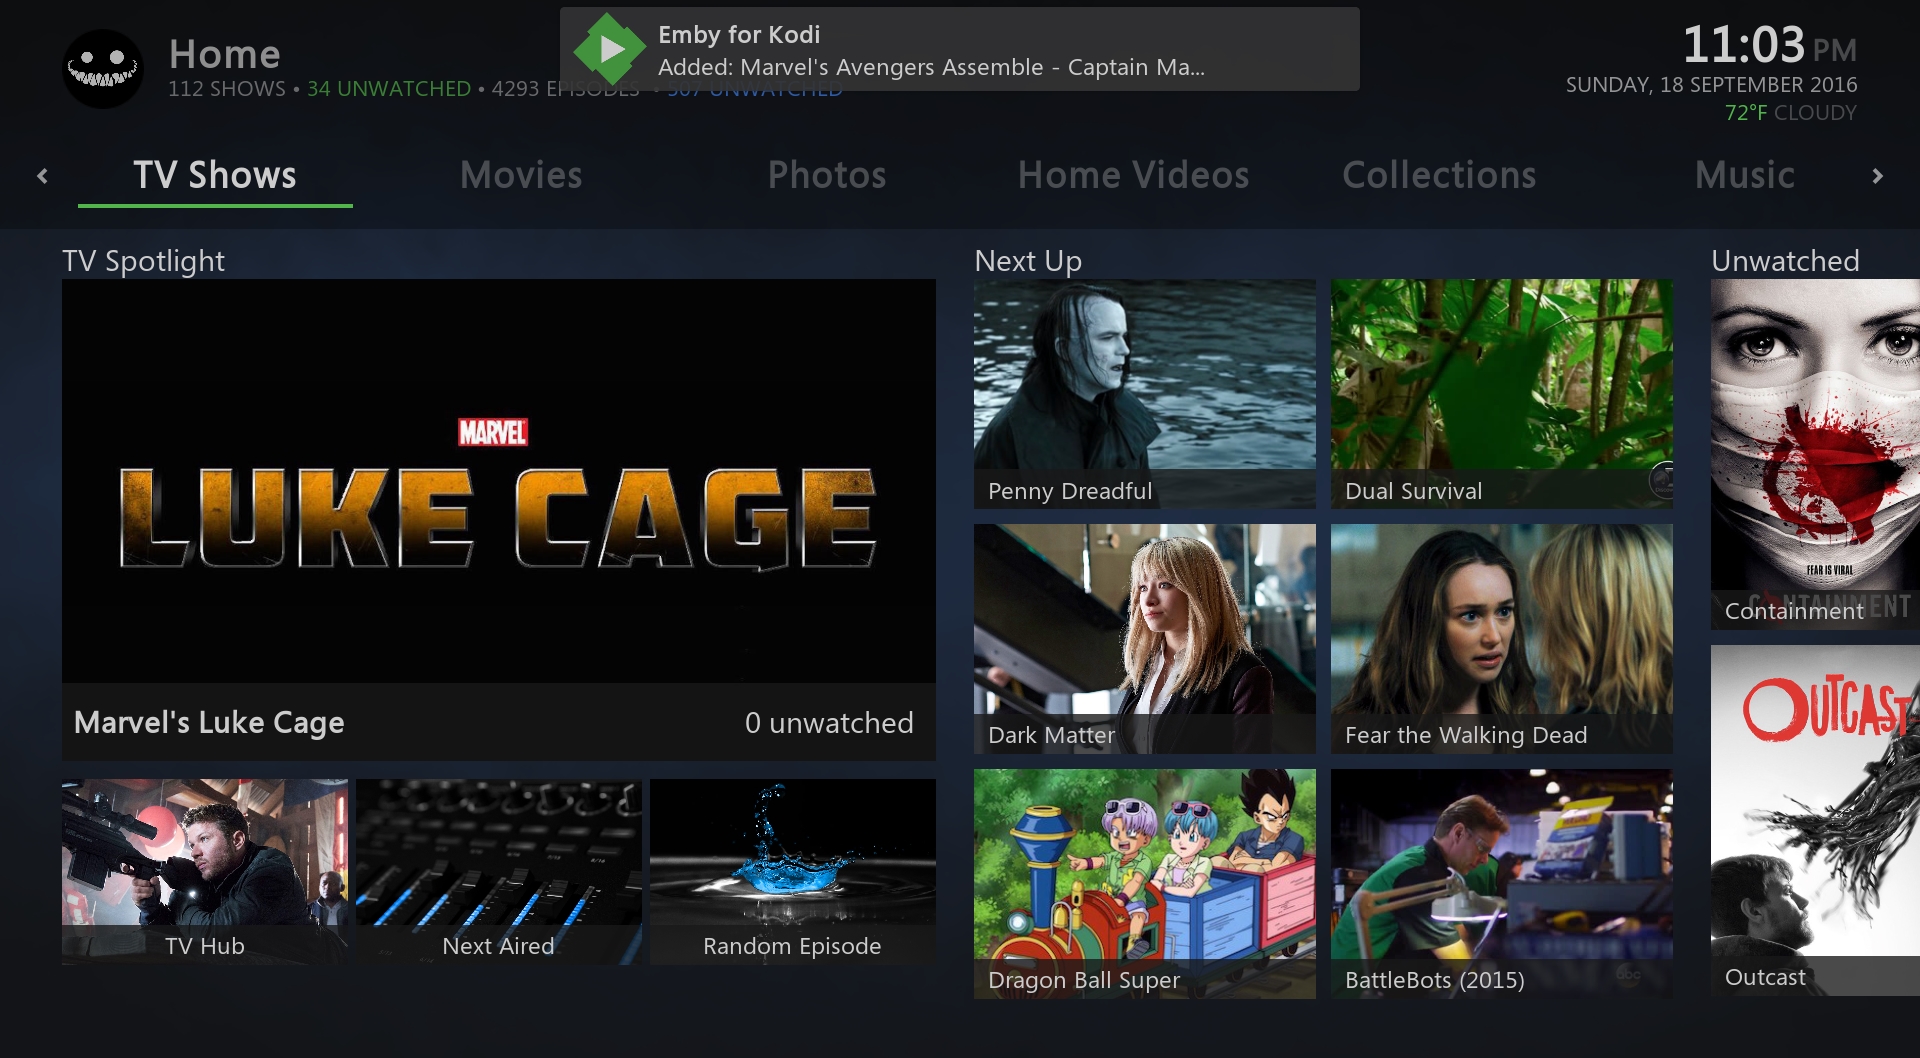 Home
112 SHOWS • 34 UNWATCHED • 4293 EPISODES • 507 UNWATCHED
Emby for Kodi
Added: Marvel's Avengers Assemble - Captain Ma...
11:03 PM
SUNDAY, 18 SEPTEMBER 2016
72°F CLOUDY
TV Shows
Movies
Photos
Home Videos
Collections
Music
TV Spotlight
MARVEL
LUKE CAGE
Marvel's Luke Cage
0 unwatched
TV Hub
Next Aired
Random Episode
Next Up
Penny Dreadful
Dual Survival
Dark Matter
Fear the Walking Dead
Dragon Ball Super
abc
BattleBots (2015)
Unwatched
FEAR IS VIRAL
CONTAINMENT
Containment
OUTCAST
Outcast